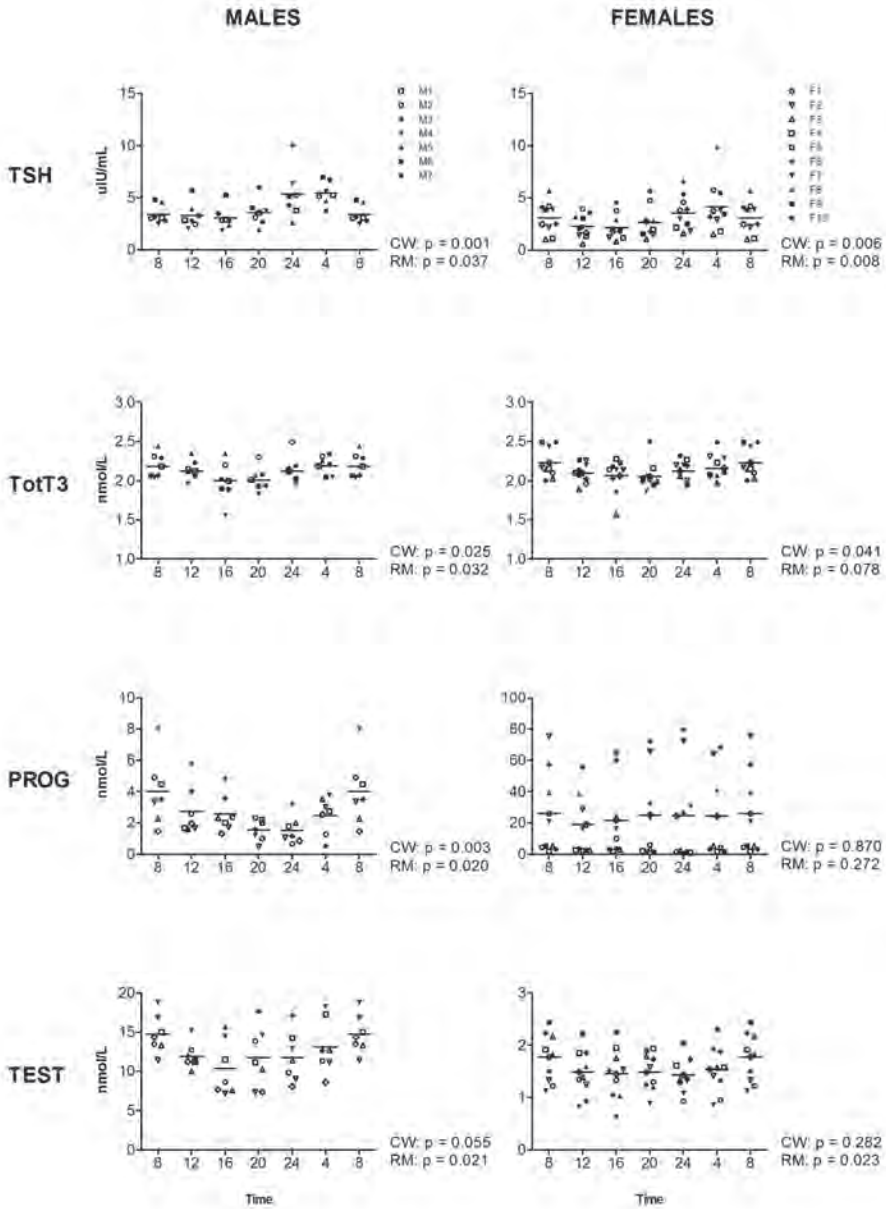 MALES
FEMALES
TSH
uIU/mL
15
10
5
0
8 12 16 20 24 4 8
M1
M2
M3
M4
M5
M6
M7
CW: p = 0.001
RM: p = 0.037
15
10
5
0
8 12 16 20 24 4 8
F1
F2
F3
F4
F5
F6
F7
F8
F9
F10
CW: p = 0.006
RM: p = 0.008
TotT3
nmol/L
3.0
2.5
2.0
1.5
1.0
8 12 16 20 24 4 8
CW: p = 0.025
RM: p = 0.032
3.0
2.5
2.0
1.5
1.0
8 12 16 20 24 4 8
CW: p = 0.041
RM: p = 0.078
PROG
nmol/L
10
8
6
4
2
0
8 12 16 20 24 4 8
CW: p = 0.003
RM: p = 0.020
100
80
60
40
20
0
8 12 16 20 24 4 8
CW: p = 0.870
RM: p = 0.272
TEST
nmol/L
20
15
10
5
0
8 12 16 20 24 4 8
Time
CW: p = 0.055
RM: p = 0.021
3
2
1
0
8 12 16 20 24 4 8
Time
CW: p = 0.282
RM: p = 0.023